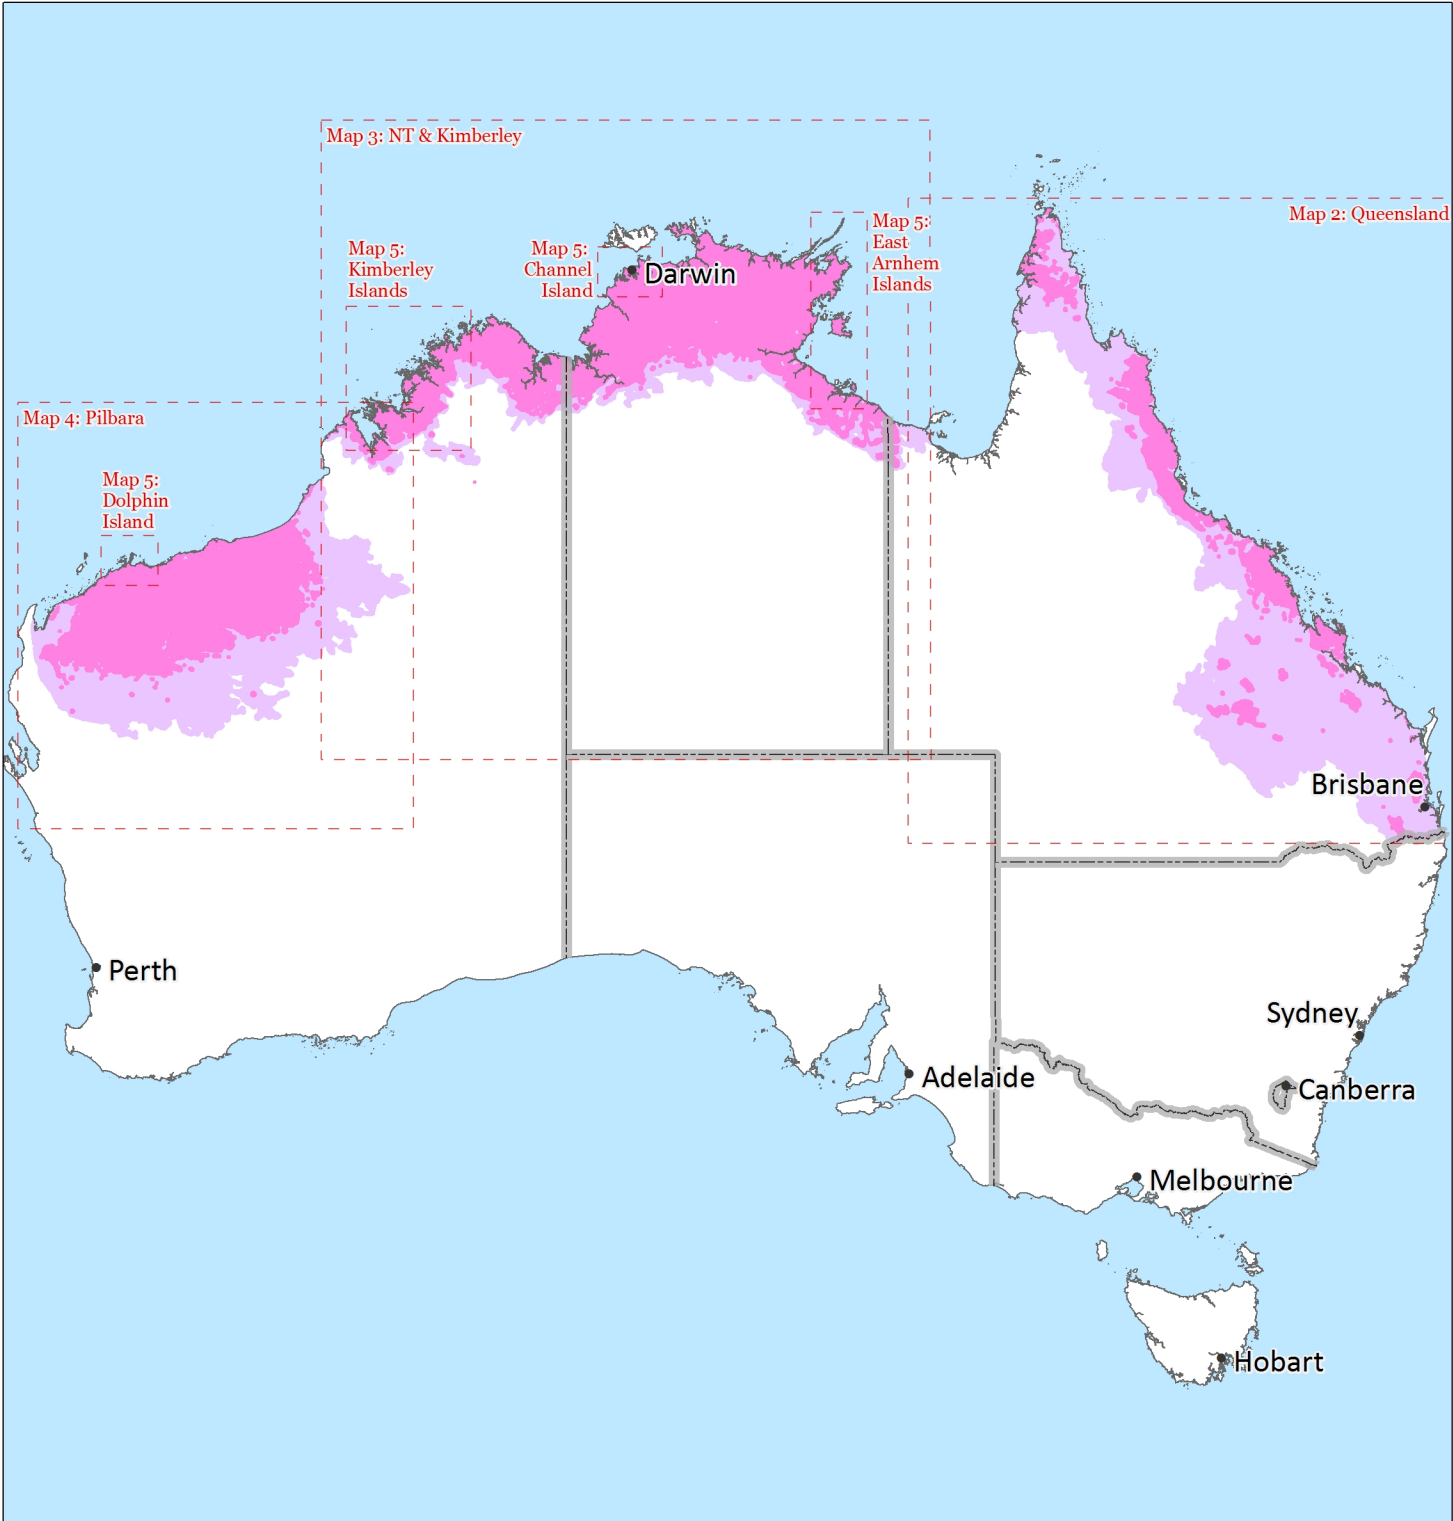 Map 3: NT & Kimberley
Map 2: Queensland
Map 5:
East
Arnhem
Islands
Map 5:
Kimberley
Islands
Map 5:
Channel
Island
Darwin
Map 4: Pilbara
Map 5:
Dolphin
Island
Brisbane
Perth
Sydney
Adelaide
Canberra
Melbourne
Hobart